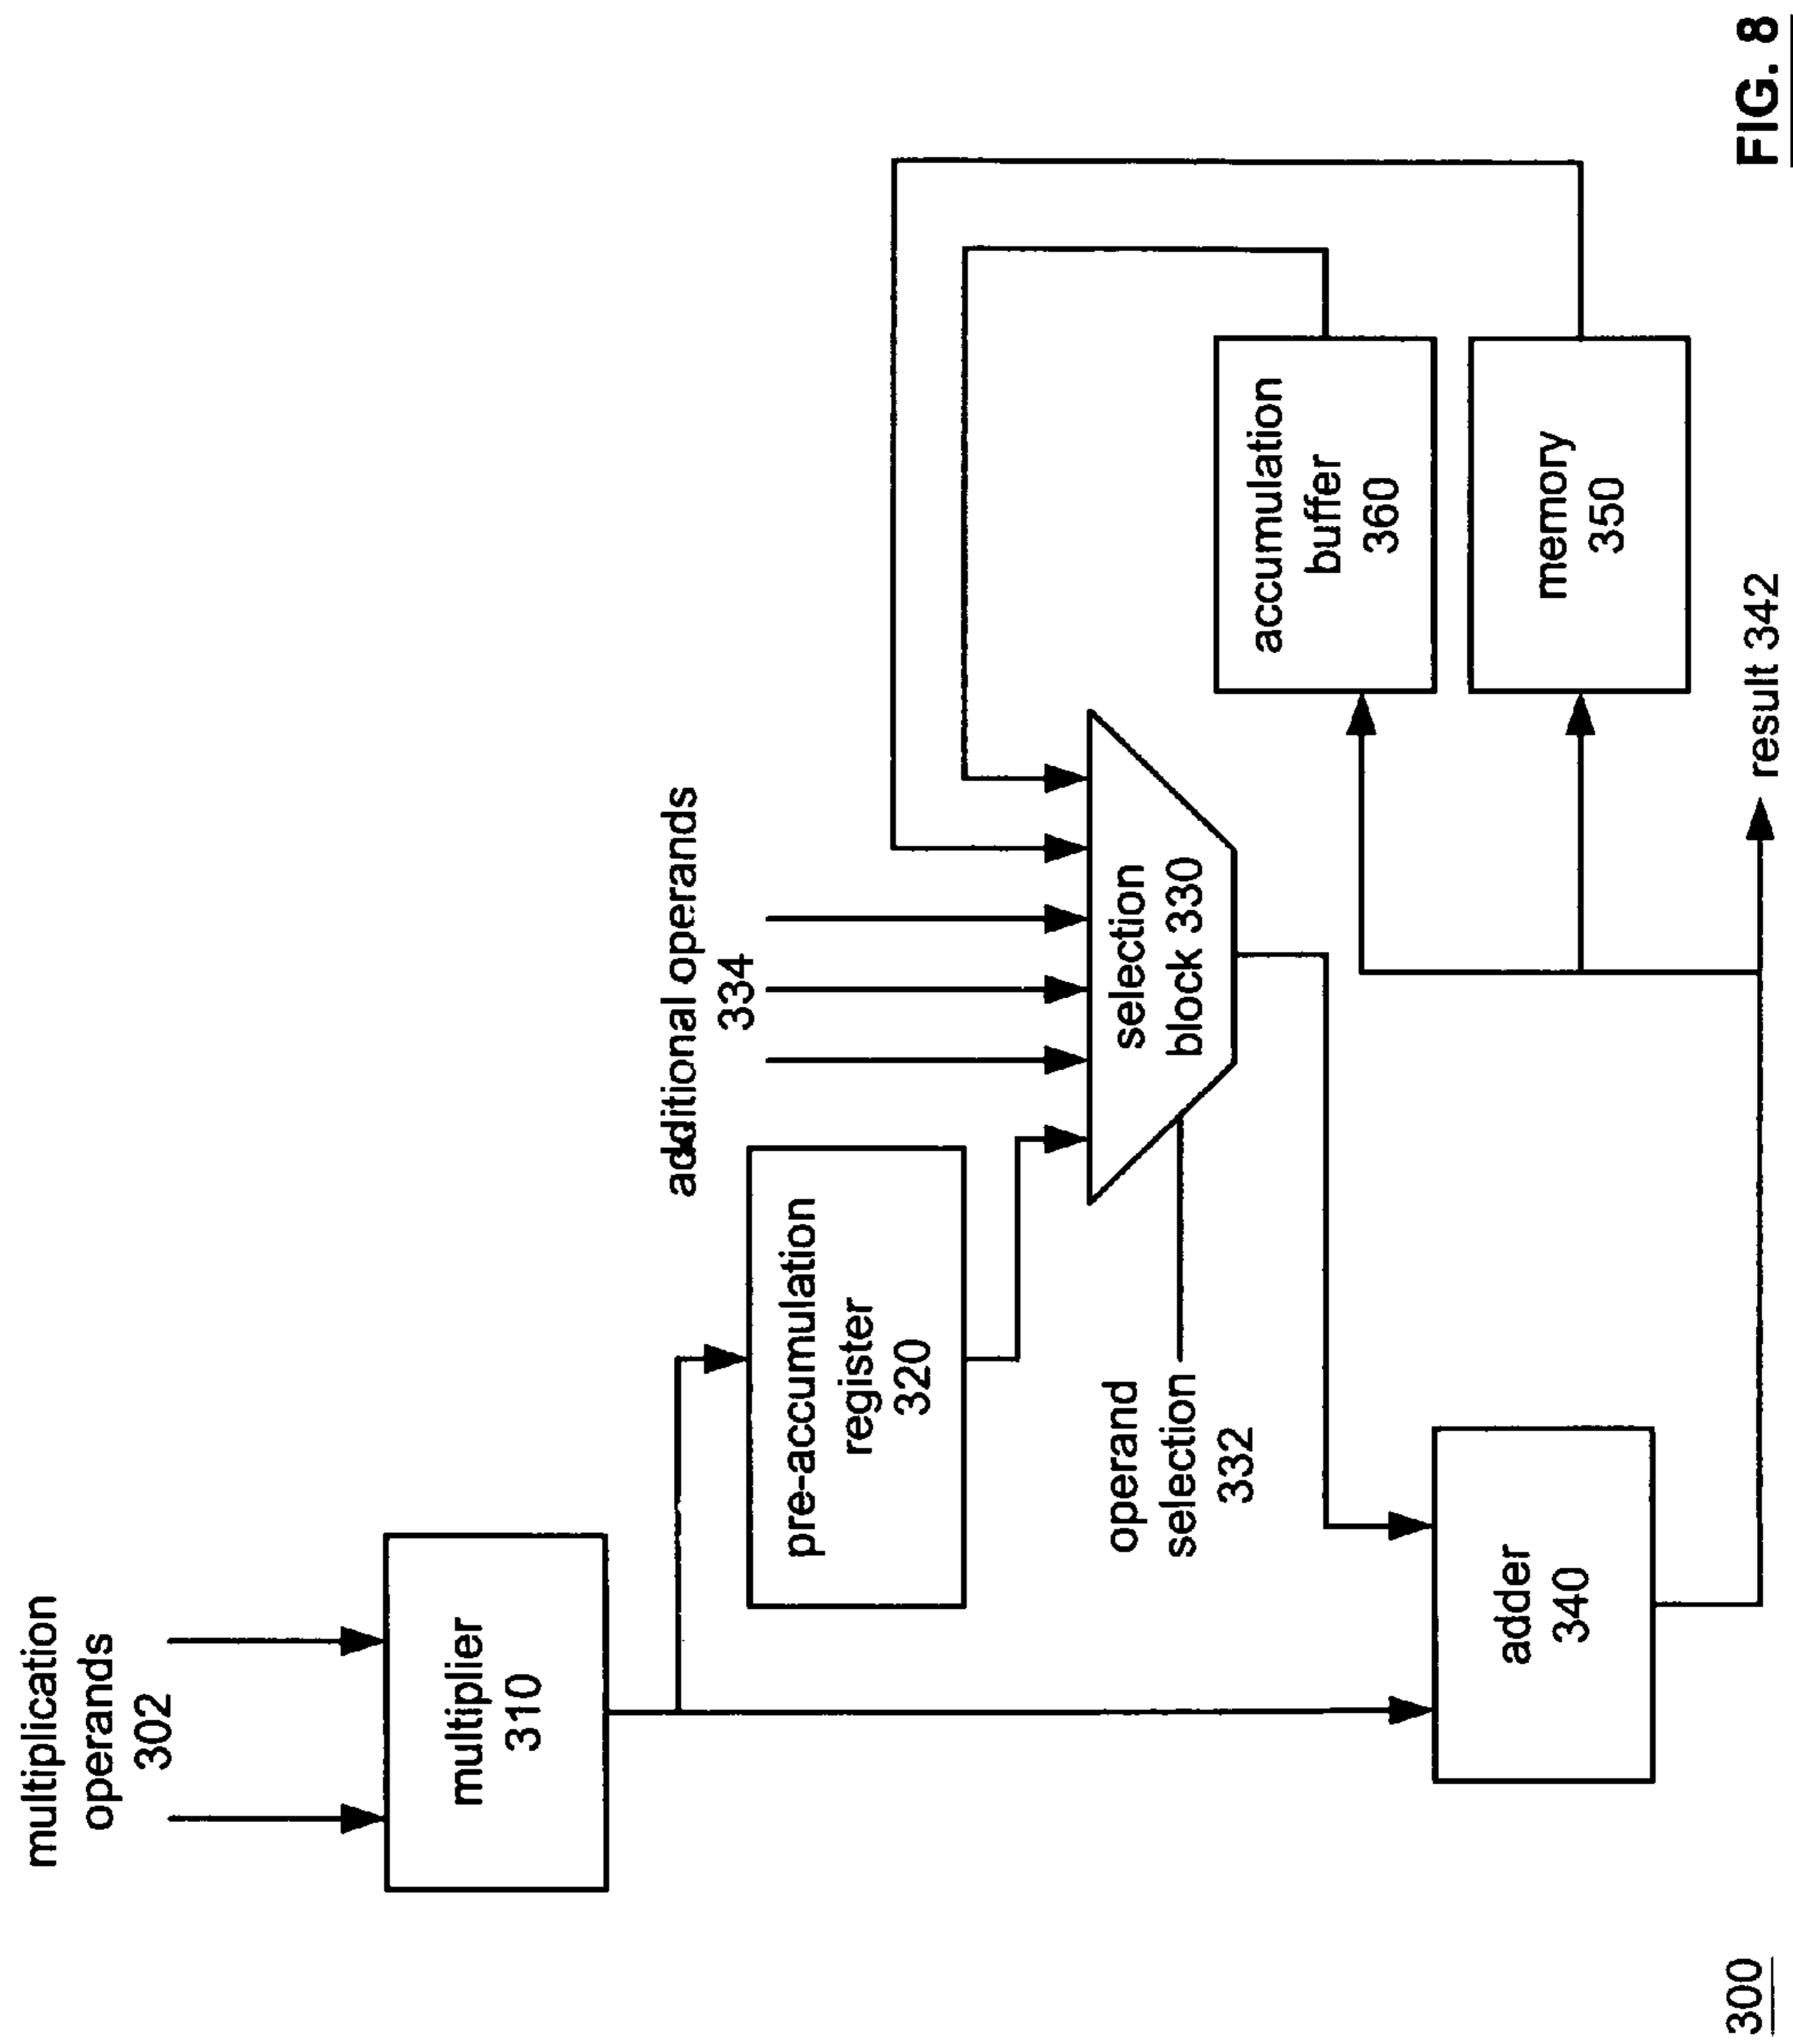 multiplication
operands
302
multiplier
310
pre-accumulation
register
320
additional operands
334
operand
selection
332
selection
block 330
adder
340
accumulation
buffer
360
memory
350
result 342
300
FIG. 8